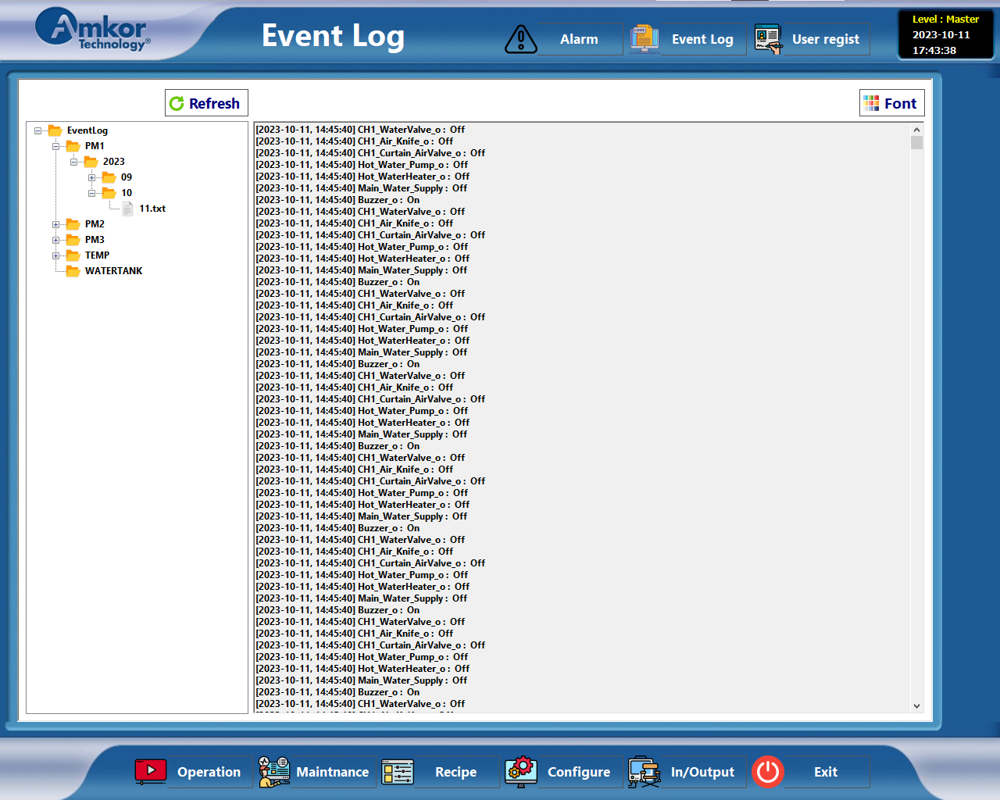 Amkor
Technology®
Event Log
Alarm
Event Log
User regist
Level : Master
2023-10-11
17:43:38
Refresh
Font
EventLog
PM1
2023
09
10
11.txt
PM2
PM3
TEMP
WATERTANK
[2023-10-11, 14:45:40] CH1_WaterValve_o : Off
[2023-10-11, 14:45:40] CH1_Air_Knife_o : Off
[2023-10-11, 14:45:40] CH1_Curtain_AirValve_o : Off
[2023-10-11, 14:45:40] Hot_Water_Pump_o : Off
[2023-10-11, 14:45:40] Hot_WaterHeater_o : Off
[2023-10-11, 14:45:40] Main_Water_Supply : Off
[2023-10-11, 14:45:40] Buzzer_o : On
[2023-10-11, 14:45:40] CH1_WaterValve_o : Off
[2023-10-11, 14:45:40] CH1_Air_Knife_o : Off
[2023-10-11, 14:45:40] CH1_Curtain_AirValve_o : Off
[2023-10-11, 14:45:40] Hot_Water_Pump_o : Off
[2023-10-11, 14:45:40] Hot_WaterHeater_o : Off
[2023-10-11, 14:45:40] Main_Water_Supply : Off
[2023-10-11, 14:45:40] Buzzer_o : On
[2023-10-11, 14:45:40] CH1_WaterValve_o : Off
[2023-10-11, 14:45:40] CH1_Air_Knife_o : Off
[2023-10-11, 14:45:40] CH1_Curtain_AirValve_o : Off
[2023-10-11, 14:45:40] Hot_Water_Pump_o : Off
[2023-10-11, 14:45:40] Hot_WaterHeater_o : Off
[2023-10-11, 14:45:40] Main_Water_Supply : Off
[2023-10-11, 14:45:40] Buzzer_o : On
[2023-10-11, 14:45:40] CH1_WaterValve_o : Off
[2023-10-11, 14:45:40] CH1_Air_Knife_o : Off
[2023-10-11, 14:45:40] CH1_Curtain_AirValve_o : Off
[2023-10-11, 14:45:40] Hot_Water_Pump_o : Off
[2023-10-11, 14:45:40] Hot_WaterHeater_o : Off
[2023-10-11, 14:45:40] Main_Water_Supply : Off
[2023-10-11, 14:45:40] Buzzer_o : On
[2023-10-11, 14:45:40] CH1_WaterValve_o : Off
[2023-10-11, 14:45:40] CH1_Air_Knife_o : Off
[2023-10-11, 14:45:40] CH1_Curtain_AirValve_o : Off
[2023-10-11, 14:45:40] Hot_Water_Pump_o : Off
[2023-10-11, 14:45:40] Hot_WaterHeater_o : Off
[2023-10-11, 14:45:40] Main_Water_Supply : Off
[2023-10-11, 14:45:40] Buzzer_o : On
[2023-10-11, 14:45:40] CH1_WaterValve_o : Off
[2023-10-11, 14:45:40] CH1_Air_Knife_o : Off
[2023-10-11, 14:45:40] CH1_Curtain_AirValve_o : Off
[2023-10-11, 14:45:40] Hot_Water_Pump_o : Off
[2023-10-11, 14:45:40] Hot_WaterHeater_o : Off
[2023-10-11, 14:45:40] Main_Water_Supply : Off
[2023-10-11, 14:45:40] Buzzer_o : On
[2023-10-11, 14:45:40] CH1_WaterValve_o : Off
[2023-10-11, 14:45:40] CH1_Air_Knife_o : Off
[2023-10-11, 14:45:40] CH1_Curtain_AirValve_o : Off
[2023-10-11, 14:45:40] Hot_Water_Pump_o : Off
[2023-10-11, 14:45:40] Hot_WaterHeater_o : Off
[2023-10-11, 14:45:40] Main_Water_Supply : Off
[2023-10-11, 14:45:40] Buzzer_o : On
[2023-10-11, 14:45:40] CH1_WaterValve_o : Off
Operation
Maintnance
Recipe
Configure
In/Output
Exit